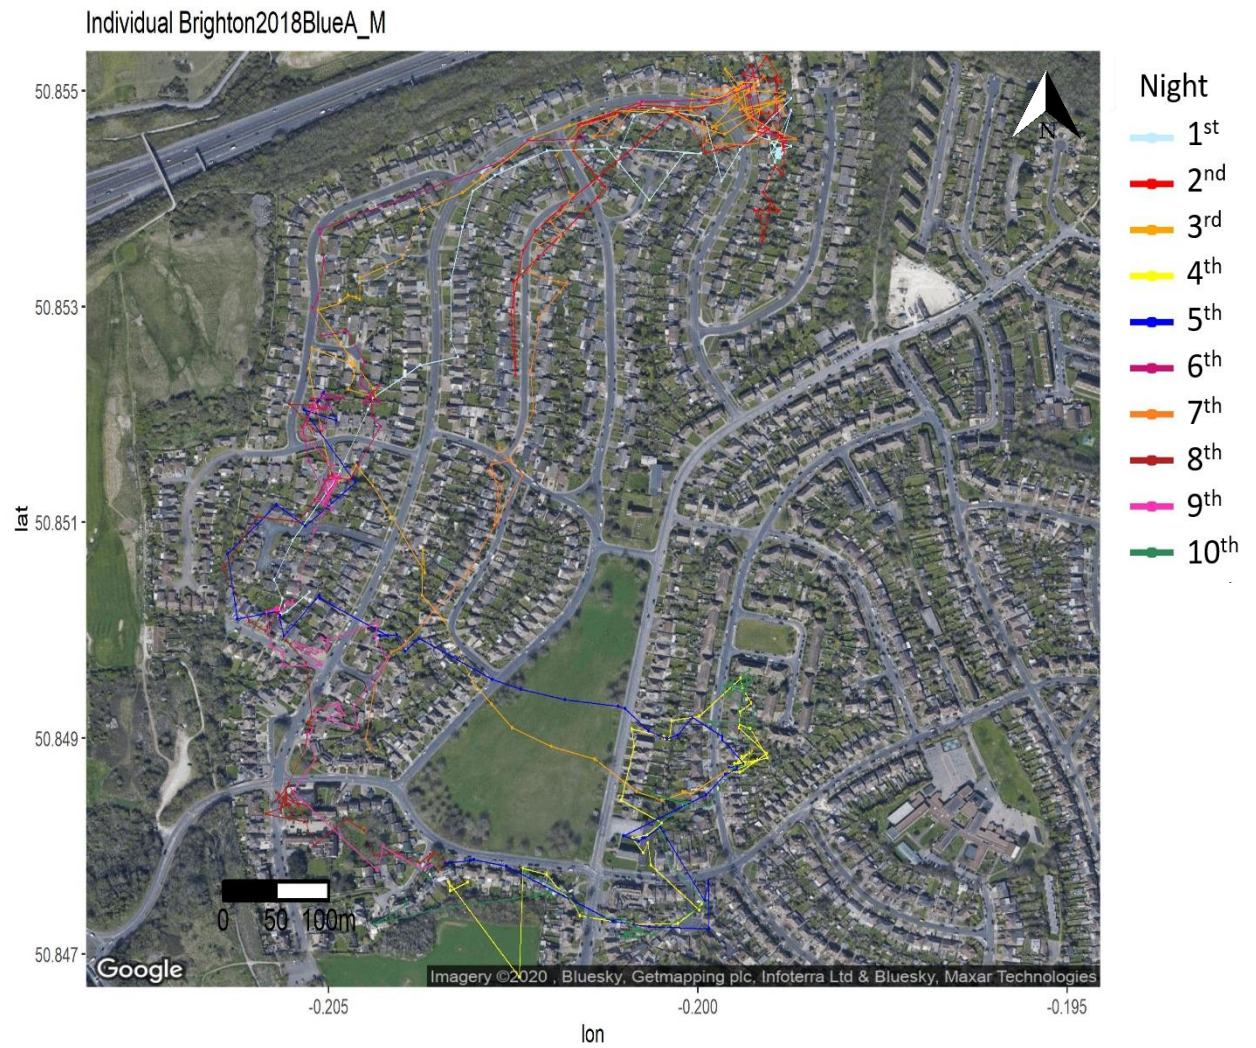 Individual Brighton2018BlueA_M
50.855
50.853
50.851
50.849
50.847
lat
N
Night
1st
2nd
3rd
4th
5th
6th
7th
8th
9th
10th
0 50 100m
Google
Imagery ©2020 , Bluesky, Getmapping plc, Infoterra Ltd & Bluesky, Maxar Technologies
-0.205
-0.200
-0.195
lon